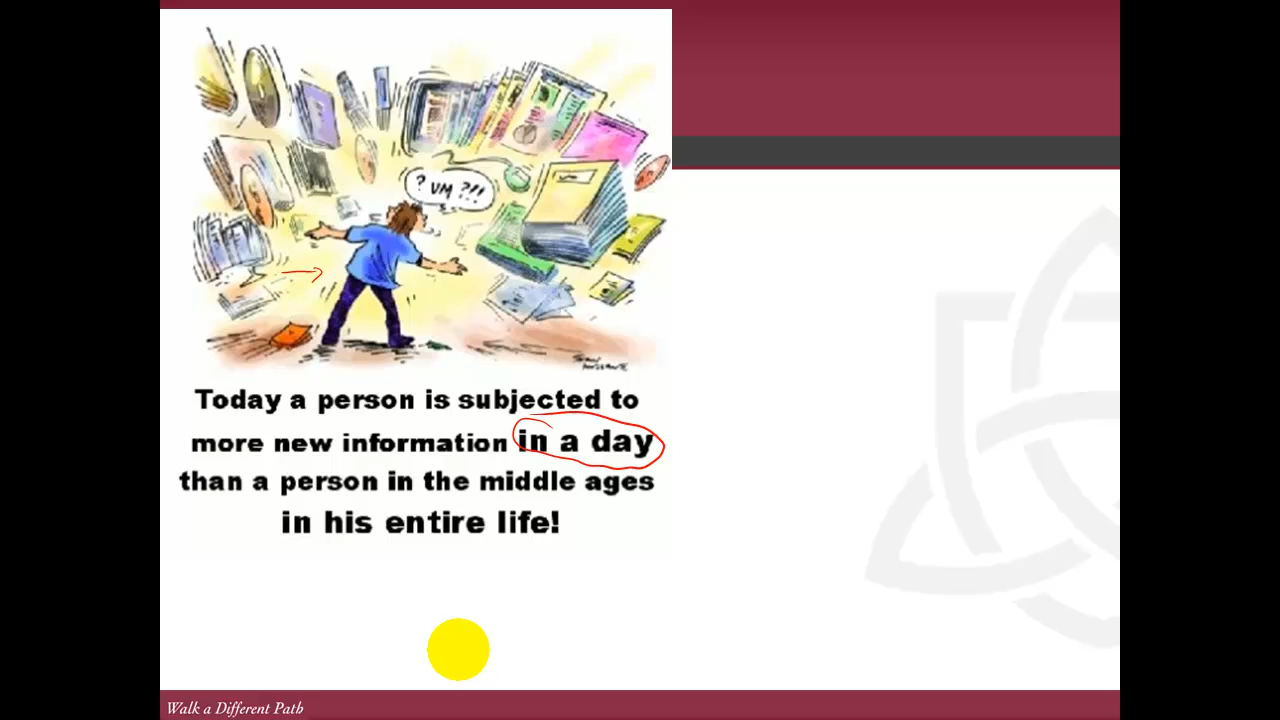 ? UM ?!!
Today a person is subjected to
more new information in a day
than a person in the middle ages
in his entire life!
Walk a Different Path